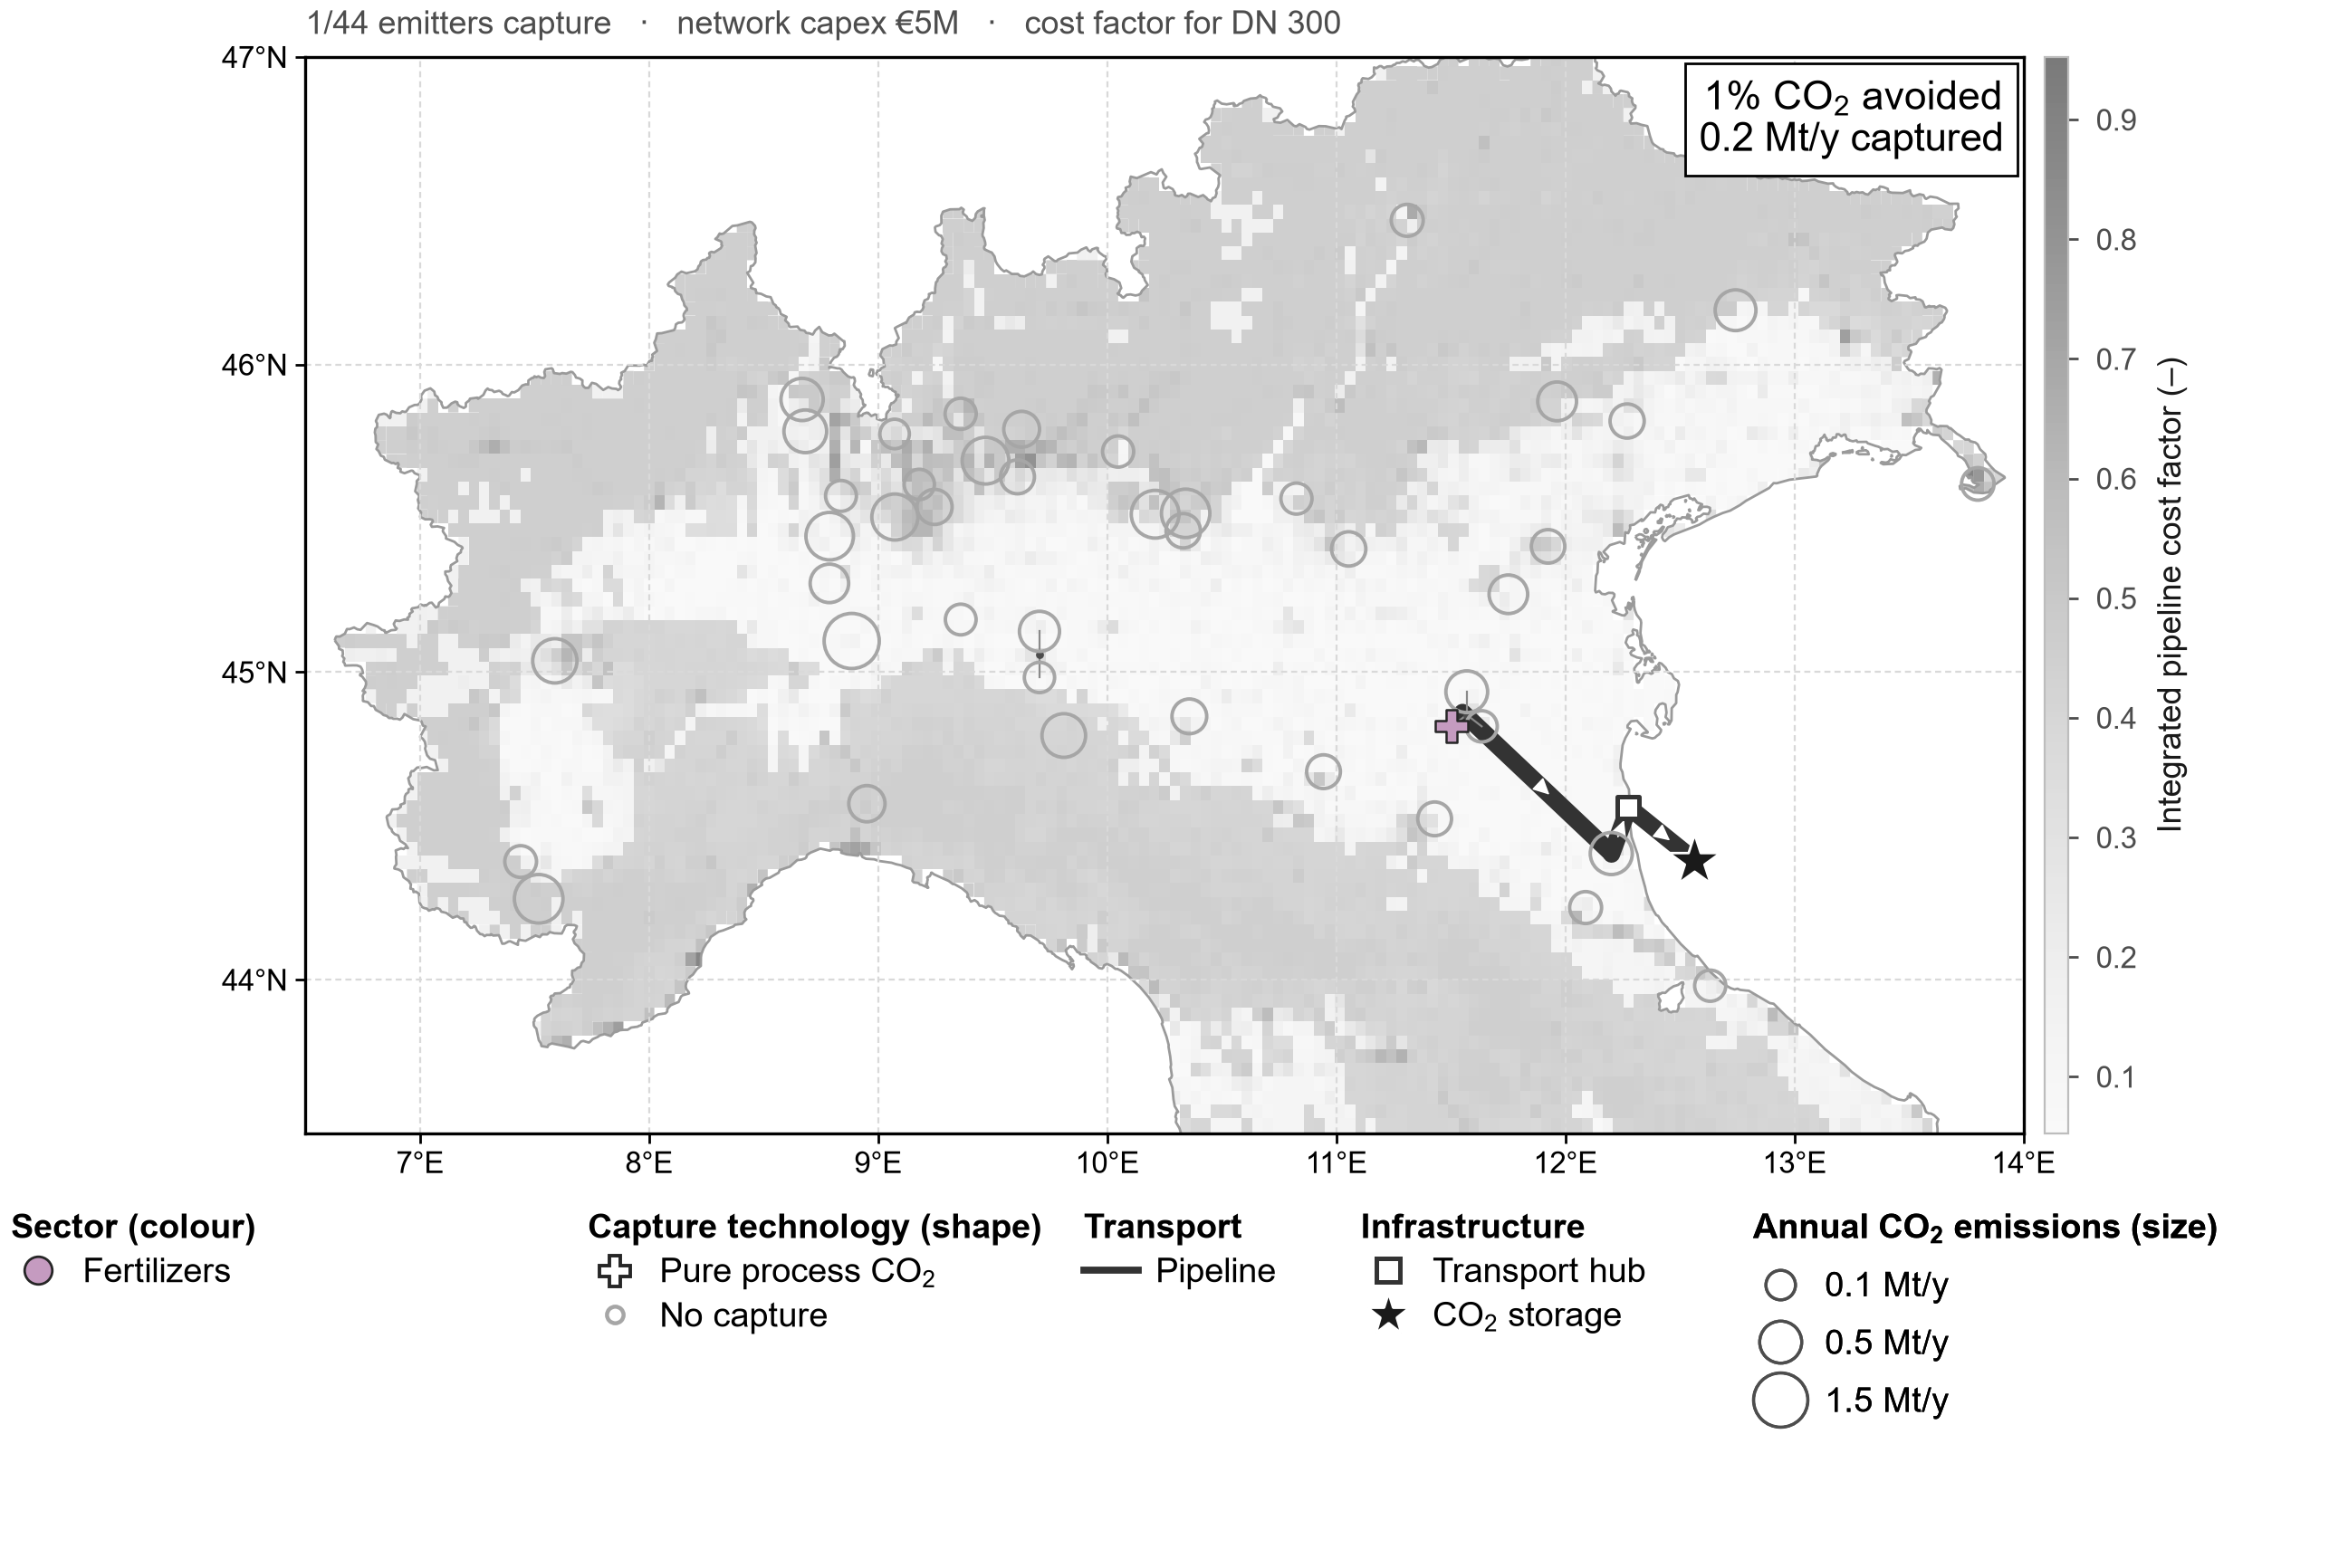 1/44 emitters capture · network capex €5M · cost factor for DN 300
47°N
46°N
45°N
44°N
7°E 8°E 9°E 10°E 11°E 12°E 13°E 14°E
1% CO₂ avoided
0.2 Mt/y captured
0.9
0.8
0.7
0.6
0.5
0.4
0.3
0.2
0.1
Integrated pipeline cost factor (–)
Sector (colour)
Fertilizers
Capture technology (shape)
Pure process CO₂
No capture
Transport
Pipeline
Infrastructure
Transport hub
CO₂ storage
Annual CO₂ emissions (size)
0.1 Mt/y
0.5 Mt/y
1.5 Mt/y